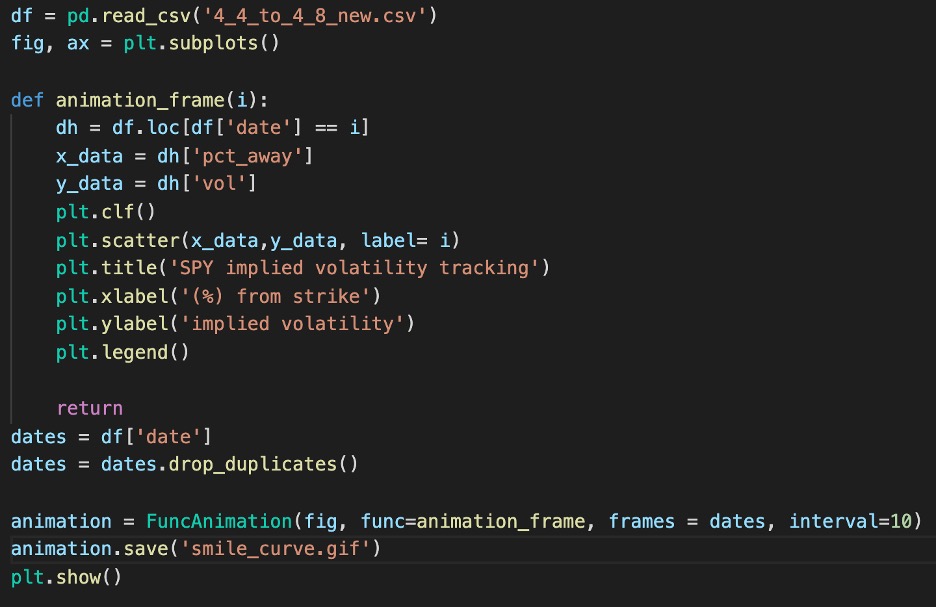 df = pd.read_csv('4_4_to_4_8_new.csv')
fig, ax = plt.subplots()

def animation_frame(i):
    dh = df.loc[df['date'] == i]
    x_data = dh['pct_away']
    y_data = dh['vol']
    plt.clf()
    plt.scatter(x_data,y_data, label= i)
    plt.title('SPY implied volatility tracking')
    plt.xlabel('(%) from strike')
    plt.ylabel('implied volatility')
    plt.legend()

    return
dates = df['date']
dates = dates.drop_duplicates()

animation = FuncAnimation(fig, func=animation_frame, frames = dates, interval=10)
animation.save('smile_curve.gif')
plt.show()